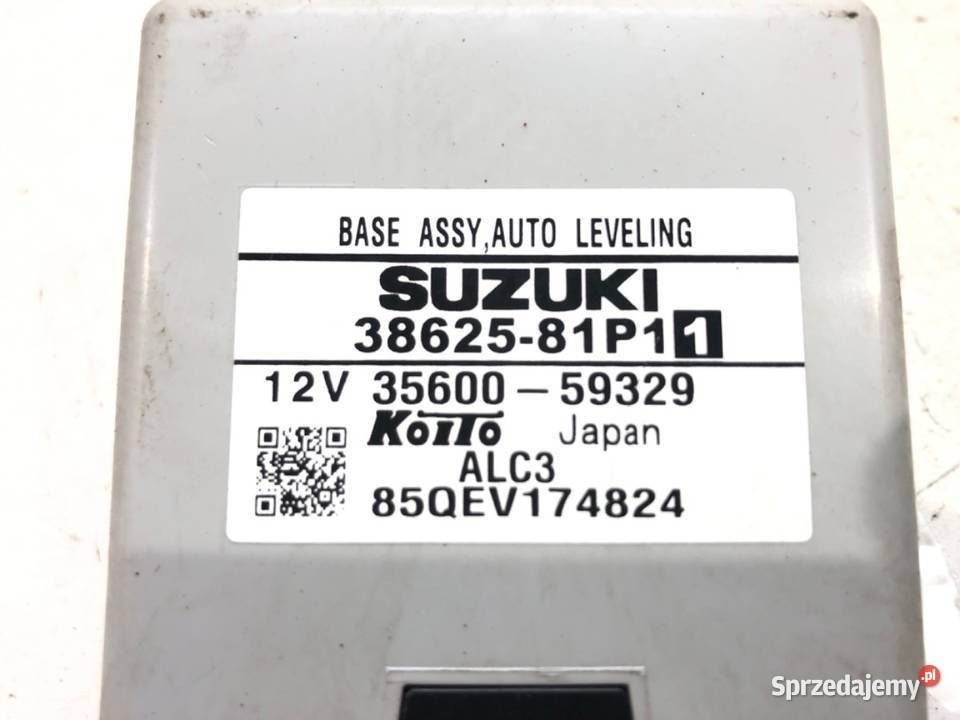 BASE ASSY,AUTO LEVELING
SUZUKI
38625-81P11
12V 35600-59329
KOITO Japan
ALC3
85QEV174824
Sprzedajemy.pl